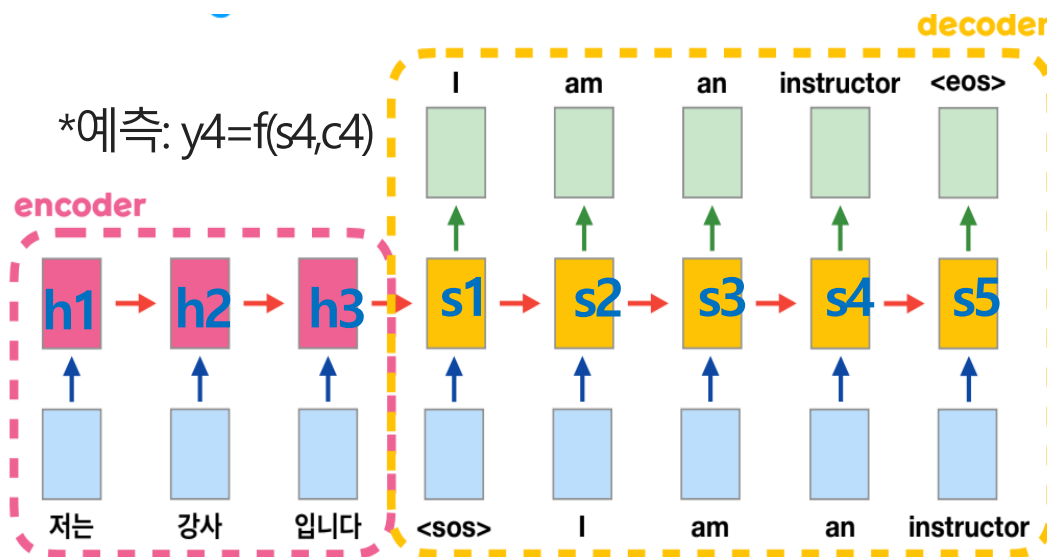 decoder
I am an instructor <eos>
*예측: y4=f(s4,c4)
encoder
h1 h2 h3 s1 s2 s3 s4 s5
저는 강사 입니다 <sos> I am an instructor